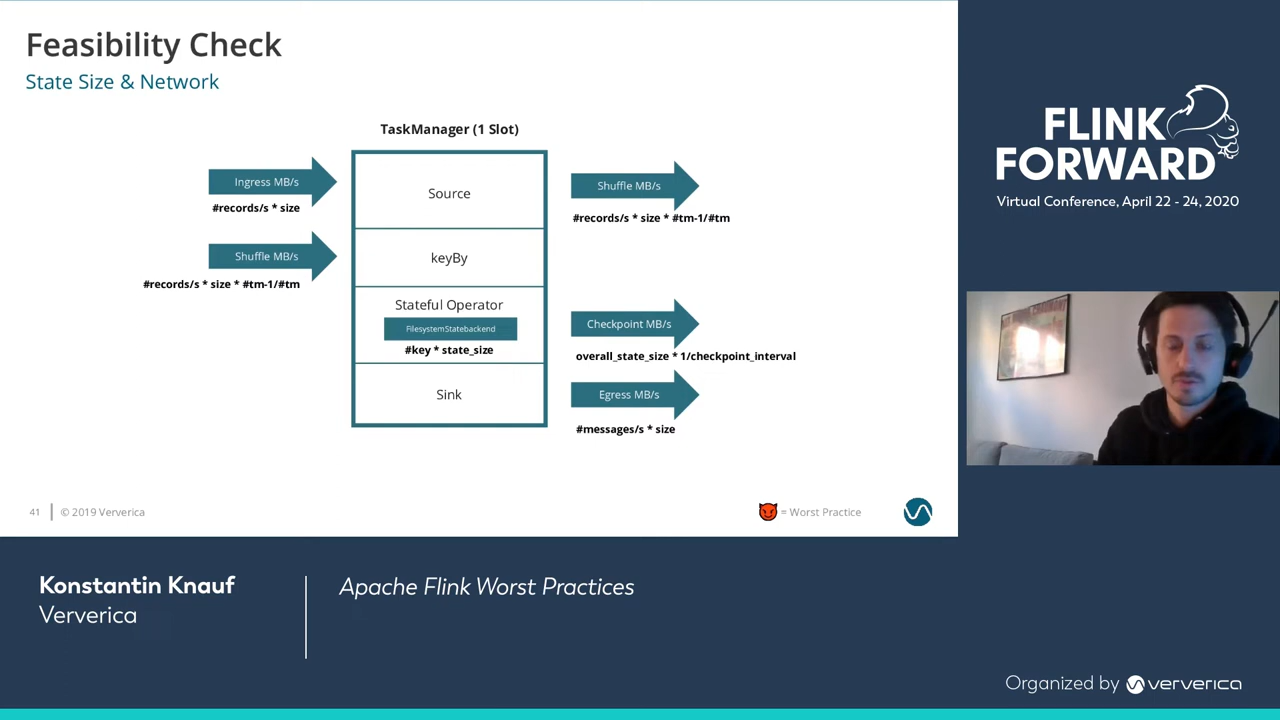 Feasibility Check
State Size & Network
TaskManager (1 Slot)
Ingress MB/s
#records/s * size
Shuffle MB/s
#records/s * size * #tm-1/#tm
Source
keyBy
Stateful Operator
FilesystemStatebackend
#key * state_size
Sink
Shuffle MB/s
#records/s * size * #tm-1/#tm
Checkpoint MB/s
overall_state_size * 1/checkpoint_interval
Egress MB/s
#messages/s * size
41 © 2019 Ververica
= Worst Practice
FLINK
FORWARD
Virtual Conference, April 22 - 24, 2020
Konstantin Knauf
Ververica
Apache Flink Worst Practices
Organized by ververica